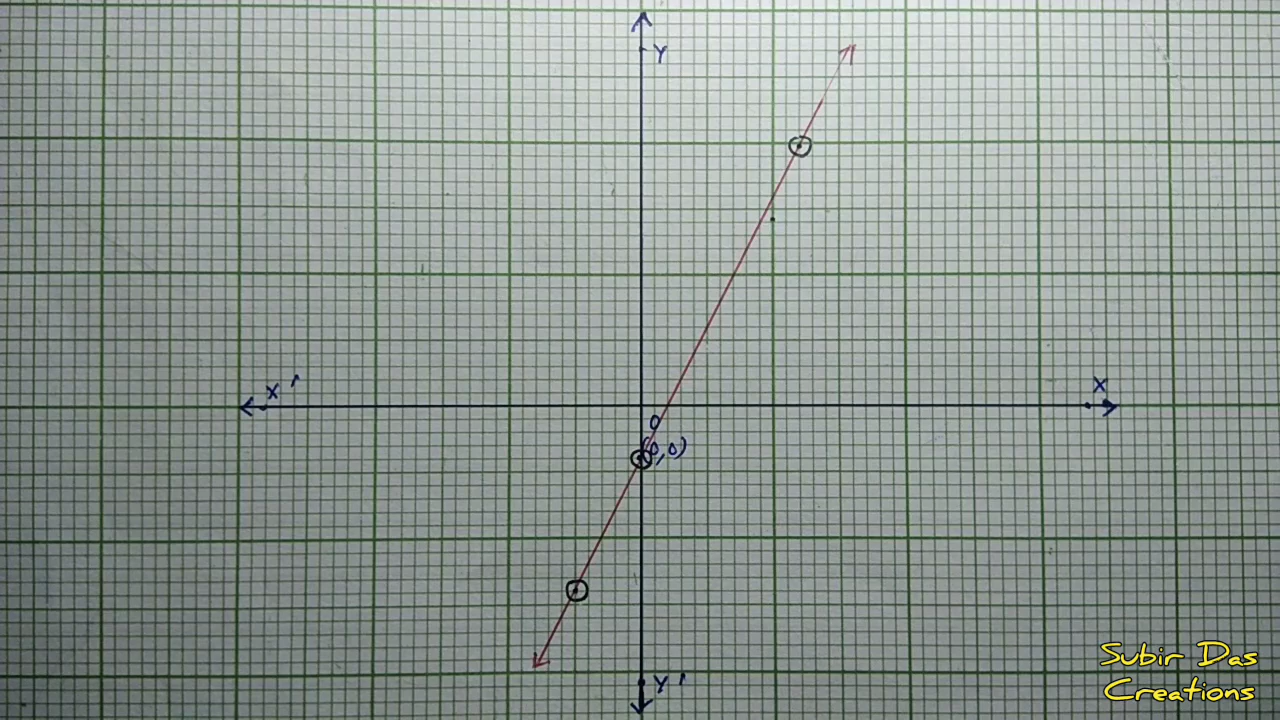 Y
X '
X
O
(0,0)
Y '
Subir Das
Creations